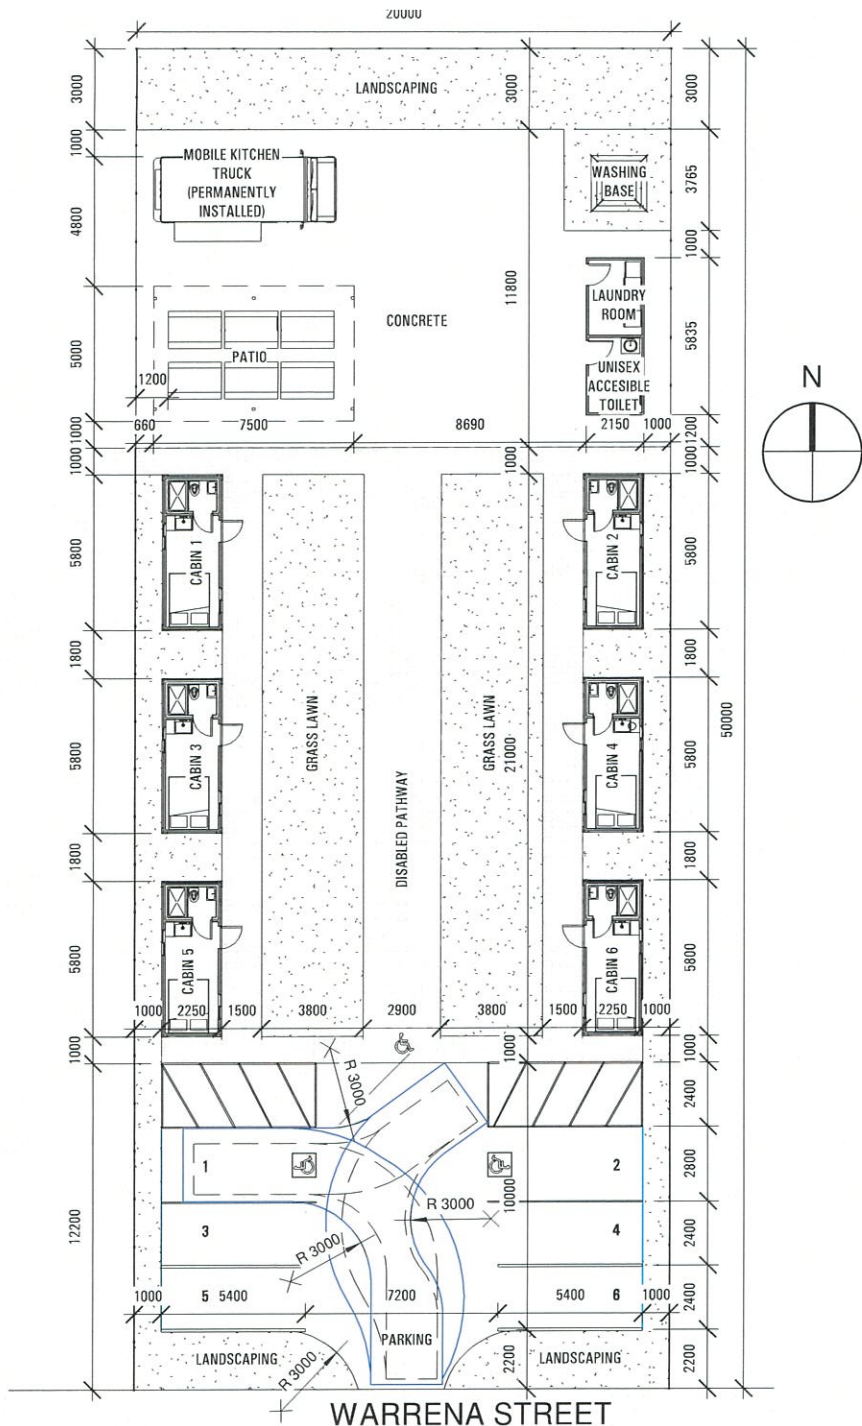 20000
3000
LANDSCAPING
3000
3000
1000
MOBILE KITCHEN
TRUCK
(PERMANENTLY
INSTALLED)
WASHING
BASE
3765
4800
1000
11800
LAUNDRY
ROOM
CONCRETE
5835
5000
PATIO
UNISEX
ACCESIBLE
TOILET
1200
N
660
7500
8690
2150
1000
1000
1200
1000
1000
1000
5800
CABIN 1
CABIN 2
5800
1800
1800
5800
CABIN 3
GRASS LAWN
GRASS LAWN
21000
CABIN 4
5800
50000
DISABLED PATHWAY
1800
1800
5800
CABIN 5
CABIN 6
5800
1000
2250
1500
3800
2900
3800
1500
2250
1000
1000
1000
1000
R 3000
2400
1
2
2800
12200
3
R 3000
R 3000
10000
4
2400
1000
5
5400
7200
5400
6
1000
2400
PARKING
LANDSCAPING
R 3000
2200
LANDSCAPING
2200
WARRENA STREET